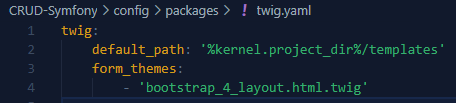 CRUD-Symfony > config > packages > ! twig.yaml
1 twig:
2     default_path: '%kernel.project_dir%/templates'
3     form_themes:
4         - 'bootstrap_4_layout.html.twig'